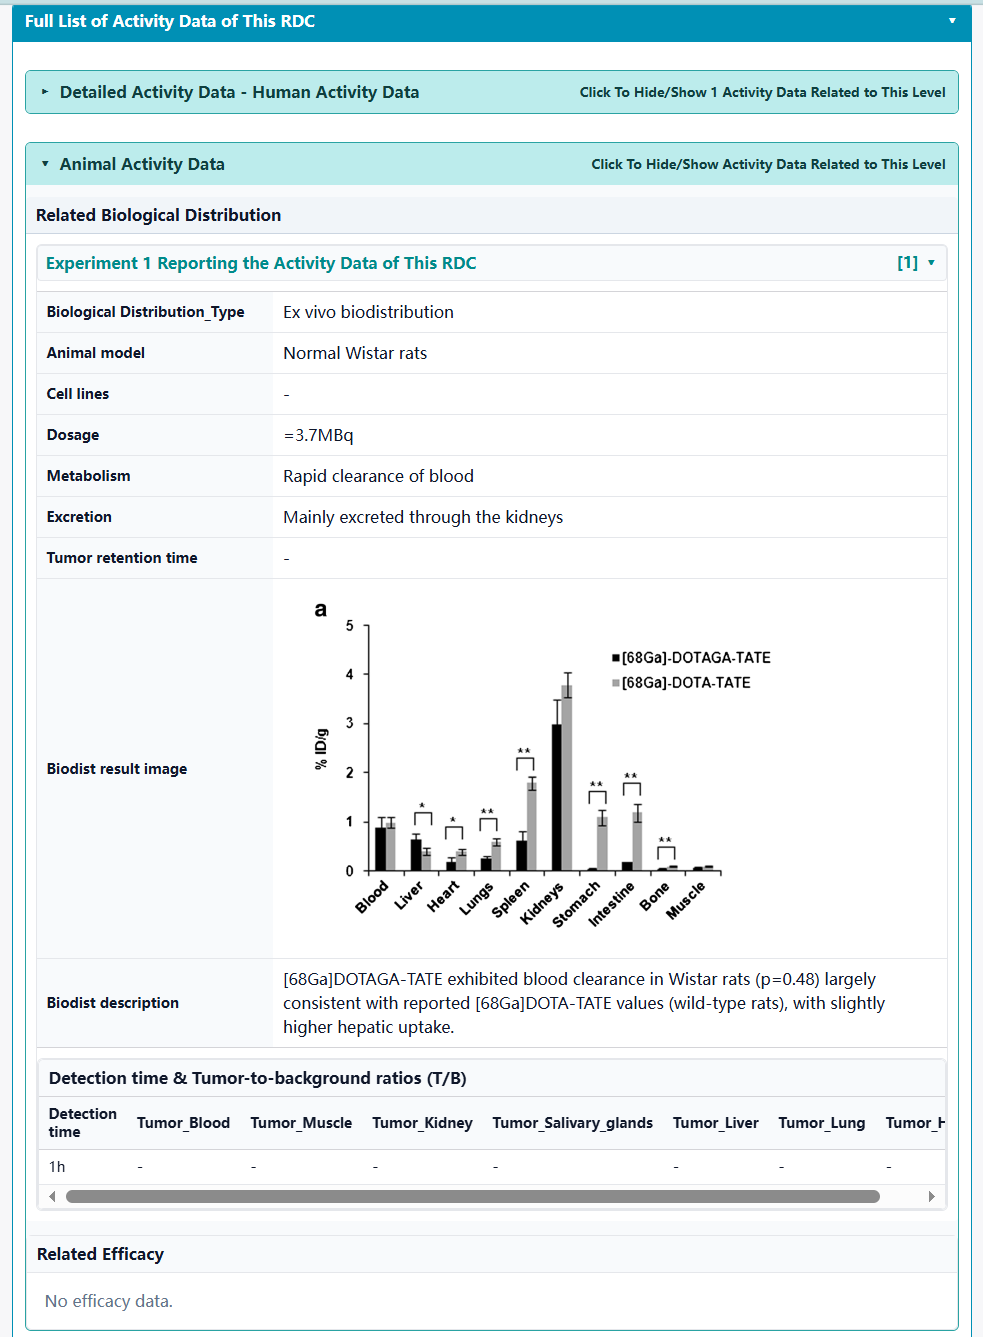 Full List of Activity Data of This RDC
Detailed Activity Data - Human Activity Data
Click To Hide/Show 1 Activity Data Related to This Level
Animal Activity Data
Click To Hide/Show Activity Data Related to This Level
Related Biological Distribution
Experiment 1 Reporting the Activity Data of This RDC
[1]
Biological Distribution_Type
Ex vivo biodistribution
Animal model
Normal Wistar rats
Cell lines
-
Dosage
=3.7MBq
Metabolism
Rapid clearance of blood
Excretion
Mainly excreted through the kidneys
Tumor retention time
-
Biodist result image
a
5
4
3
2
1
0
% ID/g
[68Ga]-DOTAGA-TATE
[68Ga]-DOTA-TATE
*
*
**
**
**
**
**
Blood
Liver
Heart
Lungs
Spleen
Kidneys
Stomach
Intestine
Bone
Muscle
Biodist description
[68Ga]DOTAGA-TATE exhibited blood clearance in Wistar rats (p=0.48) largely
consistent with reported [68Ga]DOTA-TATE values (wild-type rats), with slightly
higher hepatic uptake.
Detection time & Tumor-to-background ratios (T/B)
Detection
time
Tumor_Blood
Tumor_Muscle
Tumor_Kidney
Tumor_Salivary_glands
Tumor_Liver
Tumor_Lung
Tumor_H
1h
-
-
-
-
-
-
-
Related Efficacy
No efficacy data.